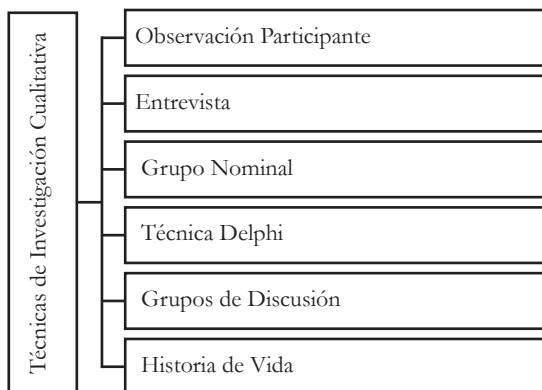 Técnicas de Investigación Cualitativa
Observación Participante
Entrevista
Grupo Nominal
Técnica Delphi
Grupos de Discusión
Historia de Vida